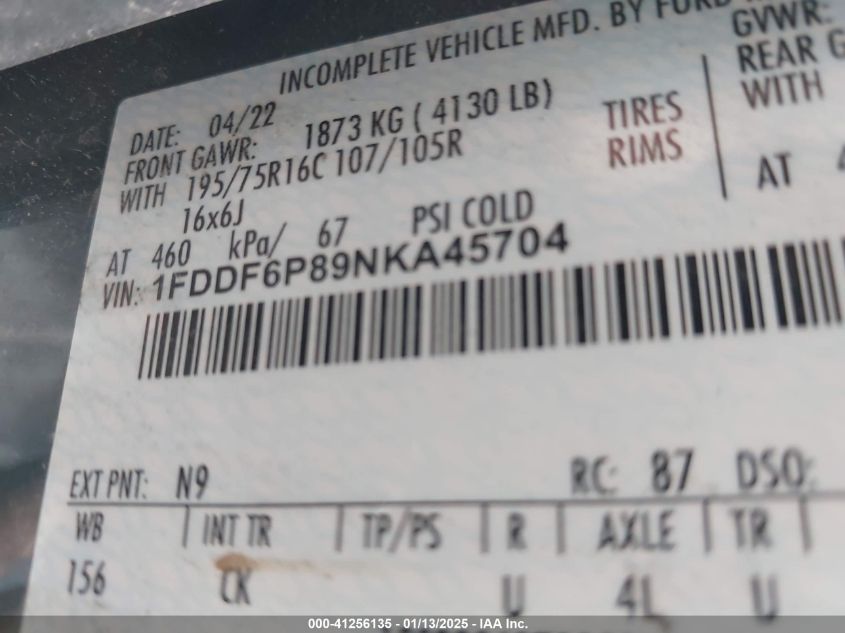 INCOMPLETE VEHICLE MFD. BY FORD
DATE: 04/22 GVWR:
FRONT GAWR: 1873 KG ( 4130 LB) REAR
WITH 195/75R16C 107/105R TIRES WITH
16x6J RIMS
AT 460 kPa/ 67 PSI COLD AT
VIN: 1FDDF6P89NKA45704
EXT PNT: N9 RC: 87 DSO:
WB | INT TR | TP/PS | R | AXLE | TR |
156 CK U 4L U
000-41256135 - 01/13/2025 - IAA Inc.